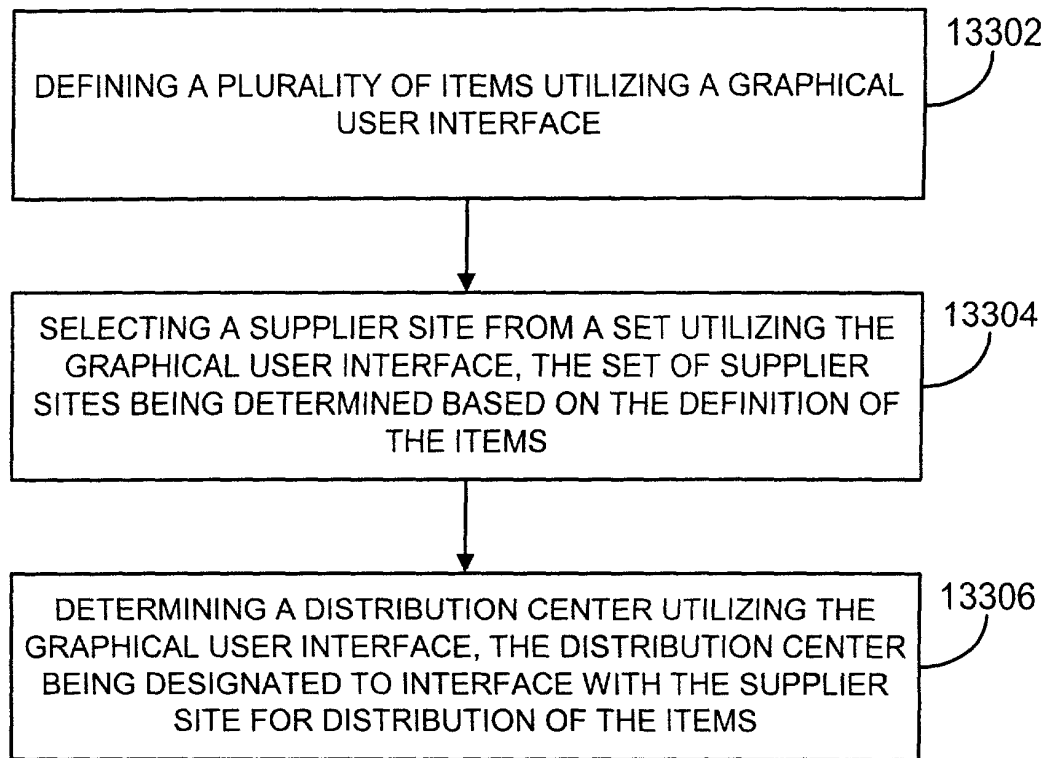 13302
DEFINING A PLURALITY OF ITEMS UTILIZING A GRAPHICAL
USER INTERFACE
13304
SELECTING A SUPPLIER SITE FROM A SET UTILIZING THE
GRAPHICAL USER INTERFACE, THE SET OF SUPPLIER
SITES BEING DETERMINED BASED ON THE DEFINITION OF
THE ITEMS
13306
DETERMINING A DISTRIBUTION CENTER UTILIZING THE
GRAPHICAL USER INTERFACE, THE DISTRIBUTION CENTER
BEING DESIGNATED TO INTERFACE WITH THE SUPPLIER
SITE FOR DISTRIBUTION OF THE ITEMS